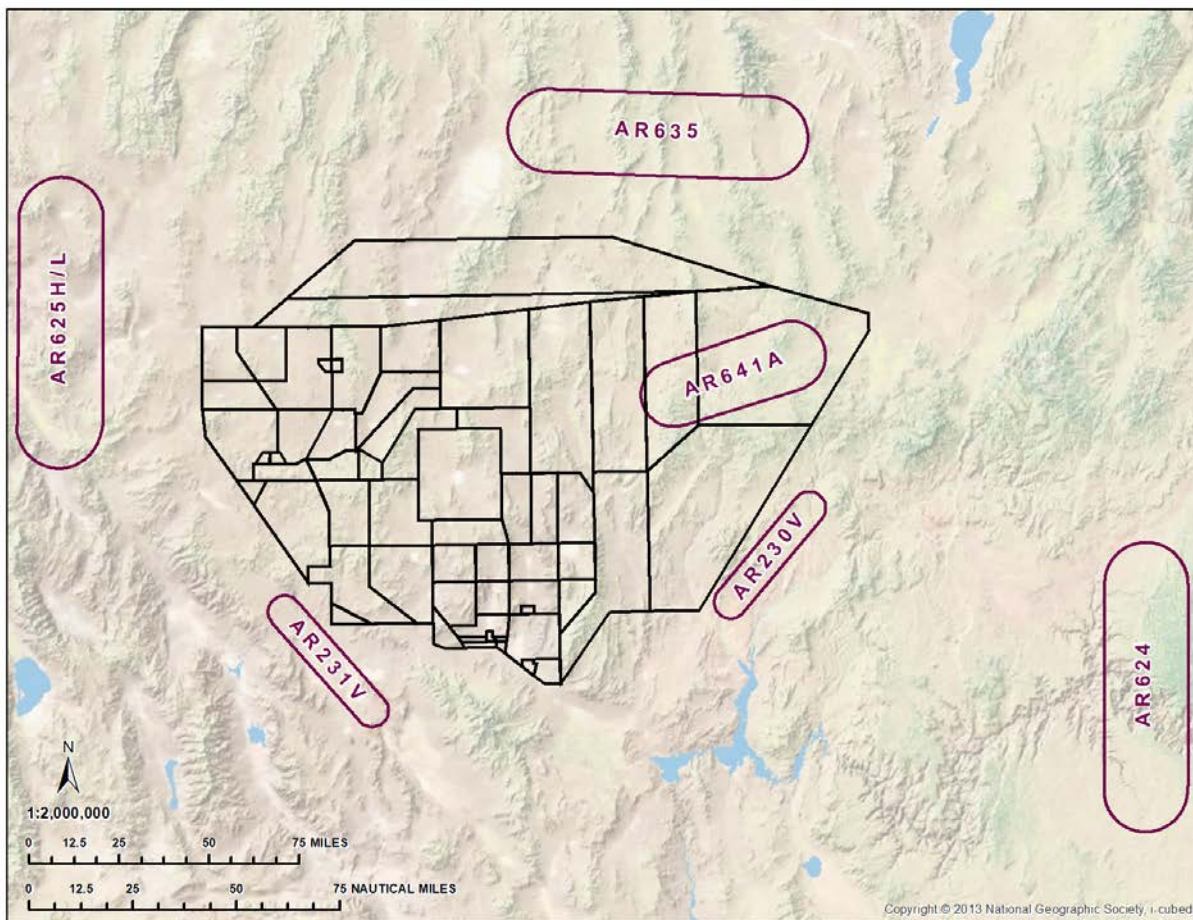 AR635
AR625H/L
AR641A
AR230V
AR231V
AR624
N
1:2,000,000
0 12.5 25 50 75 MILES
0 12.5 25 50 75 NAUTICAL MILES
Copyright © 2013 National Geographic Society, i-cubed